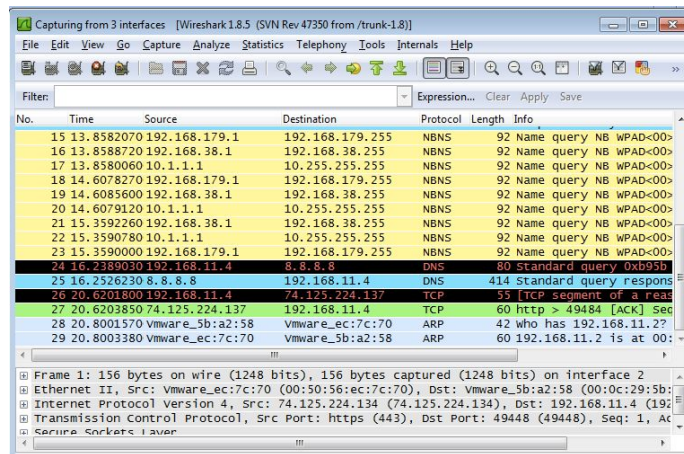 Capturing from 3 interfaces [Wireshark 1.8.5 (SVN Rev 47350 from /trunk-1.8)]
File Edit View Go Capture Analyze Statistics Telephony Tools Internals Help
Filter: Expression... Clear Apply Save
No. Time Source Destination Protocol Length Info
15 13.8582070 192.168.179.1 192.168.179.255 NBNS 92 Name query NB WPAD<00>
16 13.8588720 192.168.38.1 192.168.38.255 NBNS 92 Name query NB WPAD<00>
17 13.8580060 10.1.1.1 10.255.255.255 NBNS 92 Name query NB WPAD<00>
18 14.6078270 192.168.179.1 192.168.179.255 NBNS 92 Name query NB WPAD<00>
19 14.6085600 192.168.38.1 192.168.38.255 NBNS 92 Name query NB WPAD<00>
20 14.6079120 10.1.1.1 10.255.255.255 NBNS 92 Name query NB WPAD<00>
21 15.3592260 192.168.38.1 192.168.38.255 NBNS 92 Name query NB WPAD<00>
22 15.3590780 10.1.1.1 10.255.255.255 NBNS 92 Name query NB WPAD<00>
23 15.3590000 192.168.179.1 192.168.179.255 NBNS 92 Name query NB WPAD<00>
24 16.2389030 192.168.11.4 8.8.8.8 DNS 80 Standard query 0xb95b
25 16.2526230 8.8.8.8 192.168.11.4 DNS 414 Standard query respons
26 20.6201800 192.168.11.4 74.125.224.137 TCP 55 [TCP segment of a reas
27 20.6203850 74.125.224.137 192.168.11.4 TCP 60 http > 49484 [ACK] Seq
28 20.8001570 Vmware_5b:a2:58 Vmware_ec:7c:70 ARP 42 Who has 192.168.11.2?
29 20.8003380 Vmware_ec:7c:70 Vmware_5b:a2:58 ARP 60 192.168.11.2 is at 00:
Frame 1: 156 bytes on wire (1248 bits), 156 bytes captured (1248 bits) on interface 2
Ethernet II, Src: Vmware_ec:7c:70 (00:50:56:ec:7c:70), Dst: Vmware_5b:a2:58 (00:0c:29:5b:
Internet Protocol Version 4, Src: 74.125.224.134 (74.125.224.134), Dst: 192.168.11.4 (192
Transmission Control Protocol, Src Port: https (443), Dst Port: 49448 (49448), Seq: 1, Ac
Secure Sockets Layer